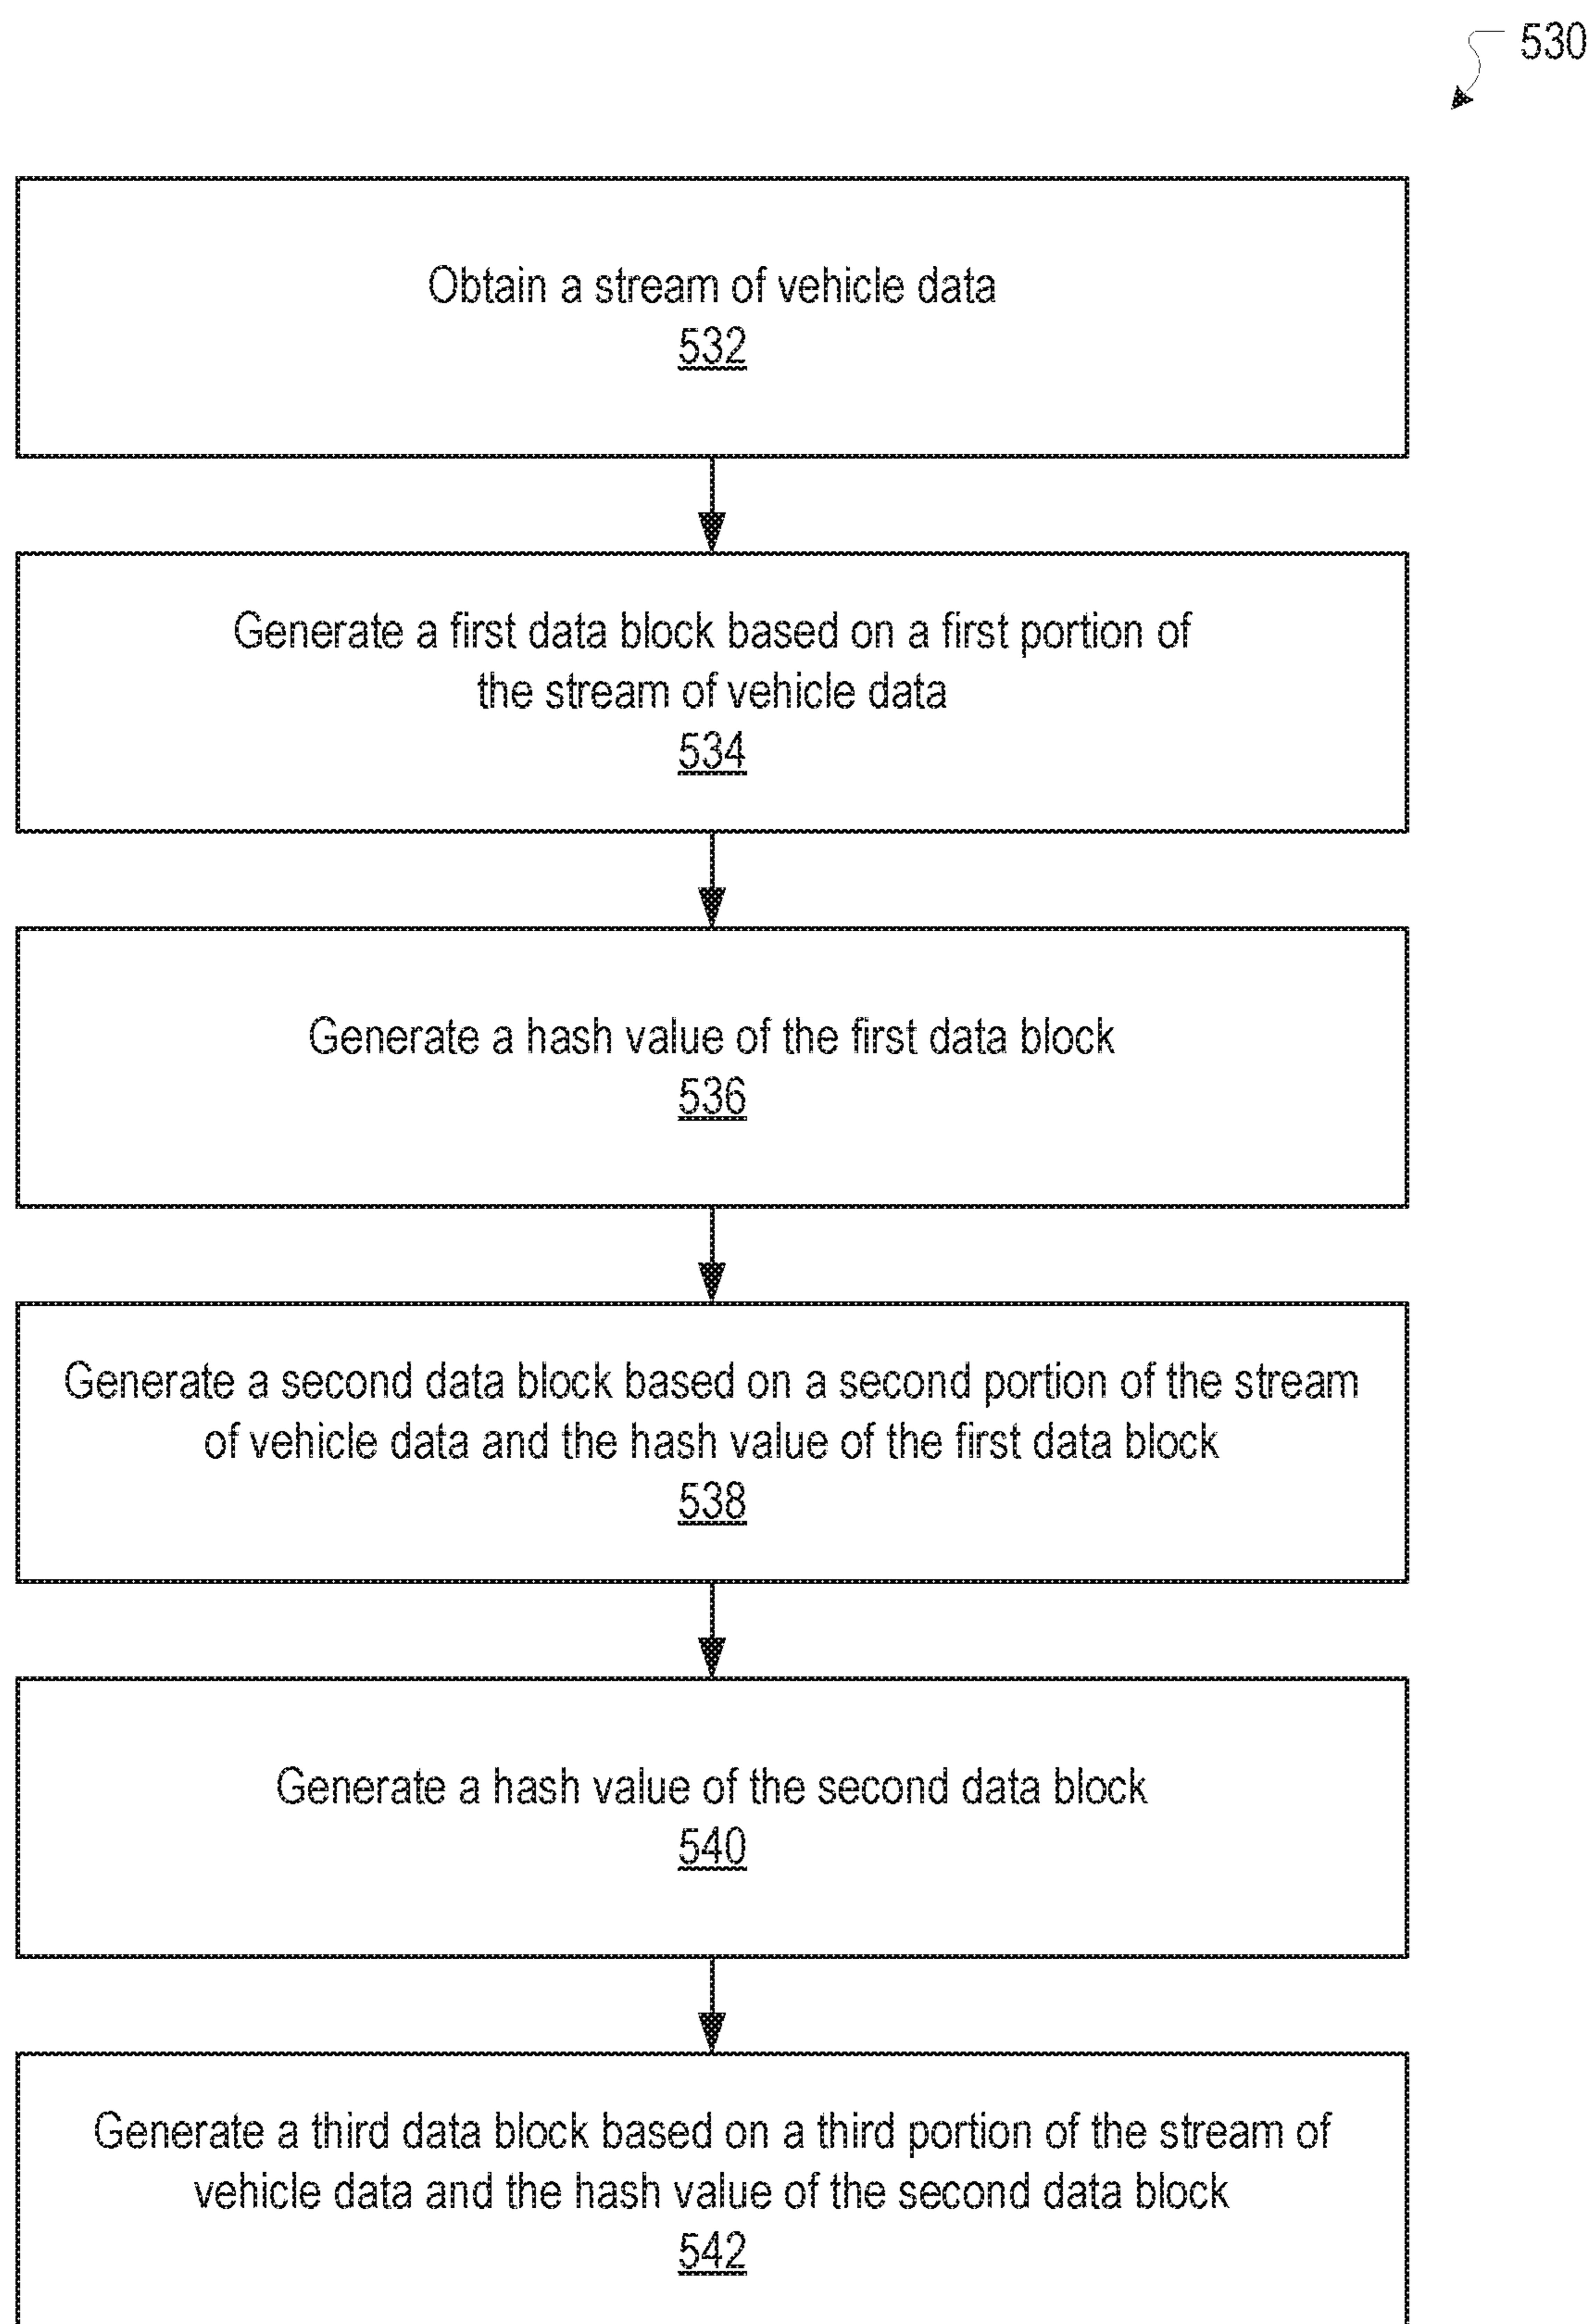 530
Obtain a stream of vehicle data
532
Generate a first data block based on a first portion of
the stream of vehicle data
534
Generate a hash value of the first data block
536
Generate a second data block based on a second portion of the stream
of vehicle data and the hash value of the first data block
538
Generate a hash value of the second data block
540
Generate a third data block based on a third portion of the stream of
vehicle data and the hash value of the second data block
542